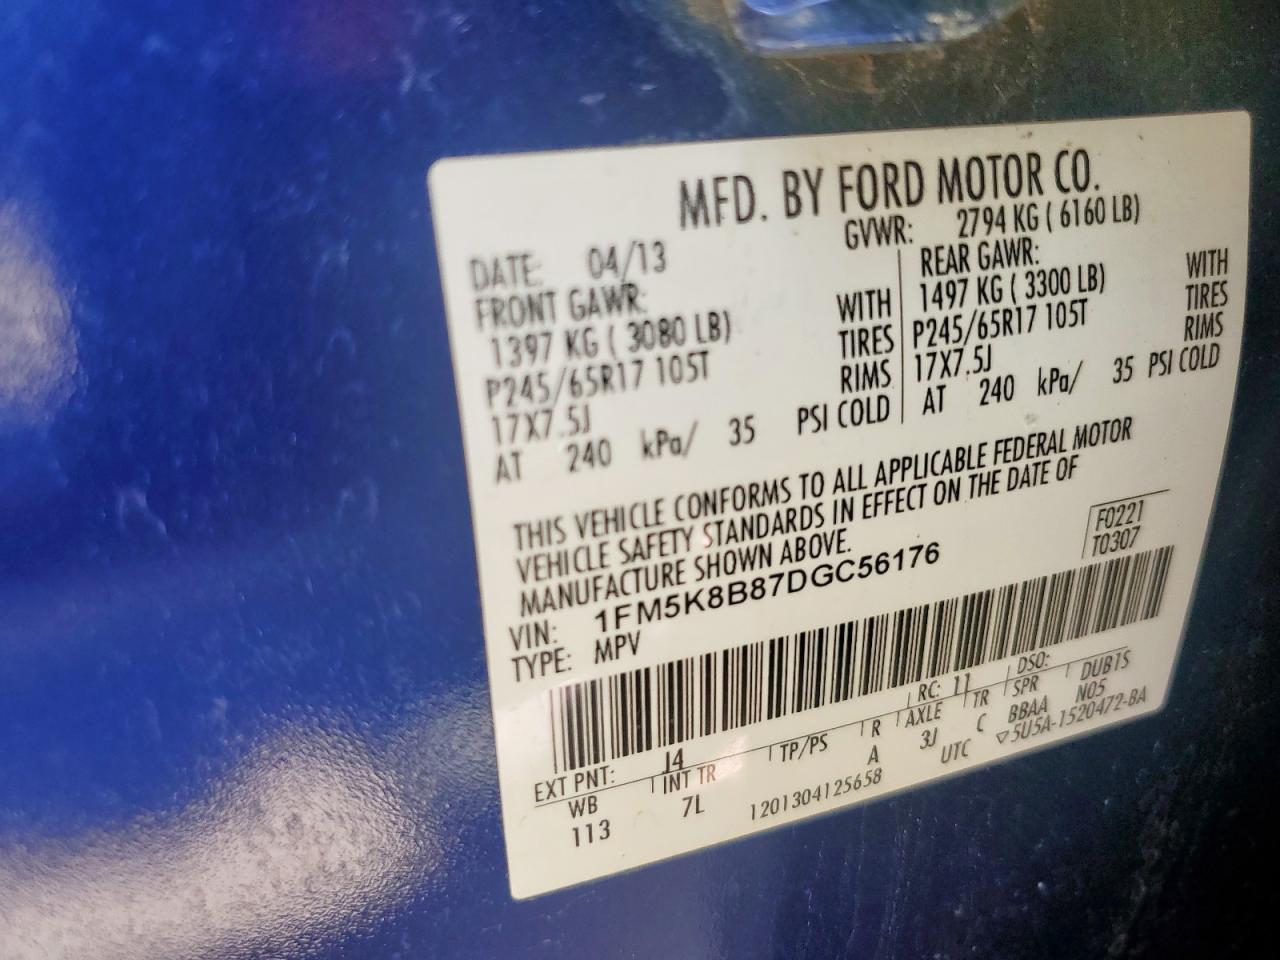 MFD. BY FORD MOTOR CO.
DATE: 04/13 GVWR: 2794 KG ( 6160 LB)
FRONT GAWR: REAR GAWR:
1397 KG ( 3080 LB) WITH 1497 KG ( 3300 LB) WITH
P245/65R17 105T TIRES P245/65R17 105T TIRES
17X7.5J RIMS 17X7.5J RIMS
AT 240 kPa/ 35 PSI COLD AT 240 kPa/ 35 PSI COLD
THIS VEHICLE CONFORMS TO ALL APPLICABLE FEDERAL MOTOR
VEHICLE SAFETY STANDARDS IN EFFECT ON THE DATE OF
MANUFACTURE SHOWN ABOVE.
F0221
T0307
VIN: 1FM5K8B87DGC56176
TYPE: MPV
EXT PNT: J4 RC: 11 DSO:
WB INT TR TP/PS R AXLE TR SPR DUB1S
113 7L A 3J C BBAA N05
1201304125658 UTC ▽5U5A-1520472-BA